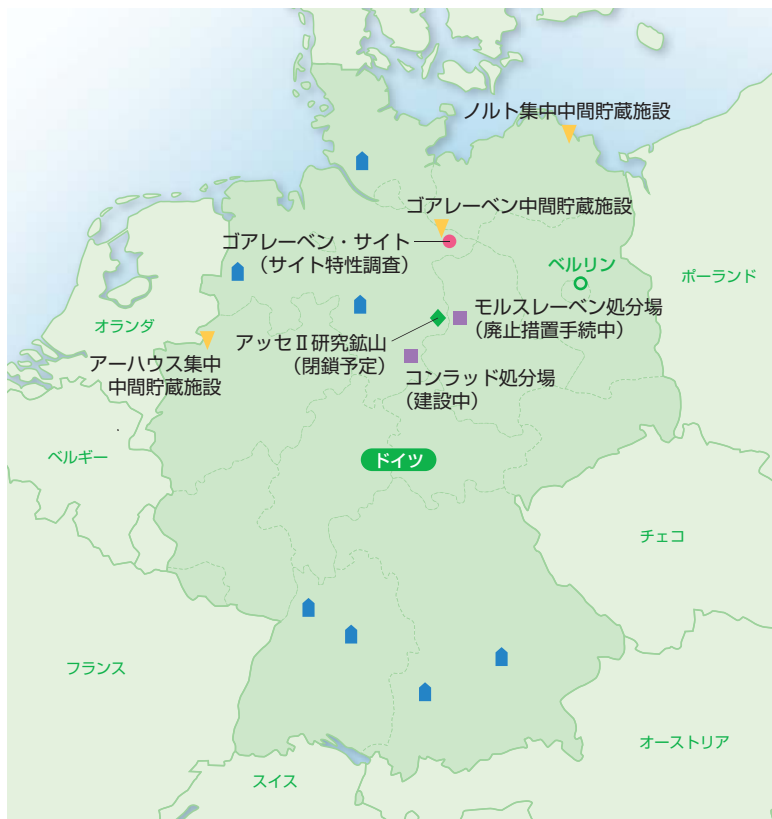 ノルト集中中間貯蔵施設
ゴアレーベン中間貯蔵施設
ゴアレーベン・サイト
（サイト特性調査）
ベルリン
ポーランド
オランダ
モルスレーベン処分場
（廃止措置手続中）
アッセⅡ研究鉱山
（閉鎖予定）
アーハウス集中
中間貯蔵施設
コンラッド処分場
（建設中）
ベルギー
ドイツ
チェコ
フランス
オーストリア
スイス